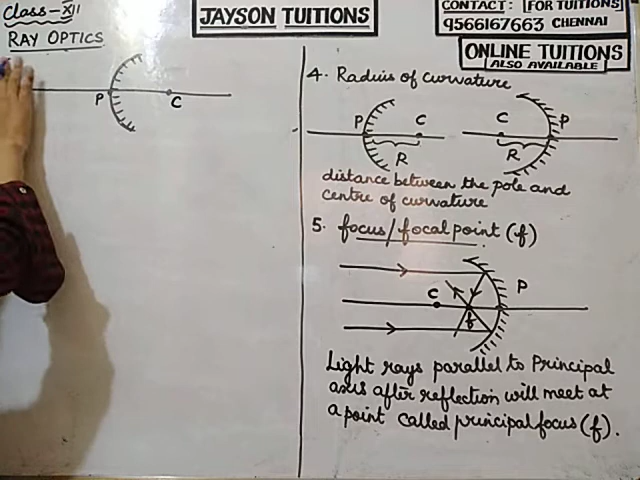 Class-XII
RAY OPTICS
JAYSON TUITIONS
CONTACT: FOR TUITIONS
9566167663 CHENNAI
ONLINE TUITIONS
ALSO AVAILABLE
P C
4. Radius of curvature
P C
R
C P
R
distance between the pole and
centre of curvature
5. focus/focal point (f)
C f P
Light rays parallel to Principal
axis after reflection will meet at
a point called principal focus (f).